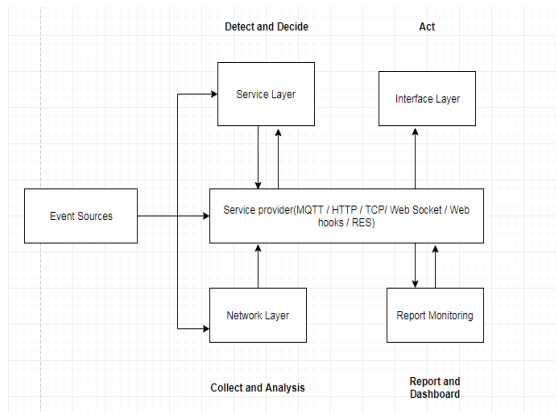 Detect and Decide
Act
Service Layer
Interface Layer
Event Sources
Service provider(MQTT / HTTP / TCP/ Web Socket / Web
hooks / RES)
Network Layer
Report Monitoring
Collect and Analysis
Report and
Dashboard